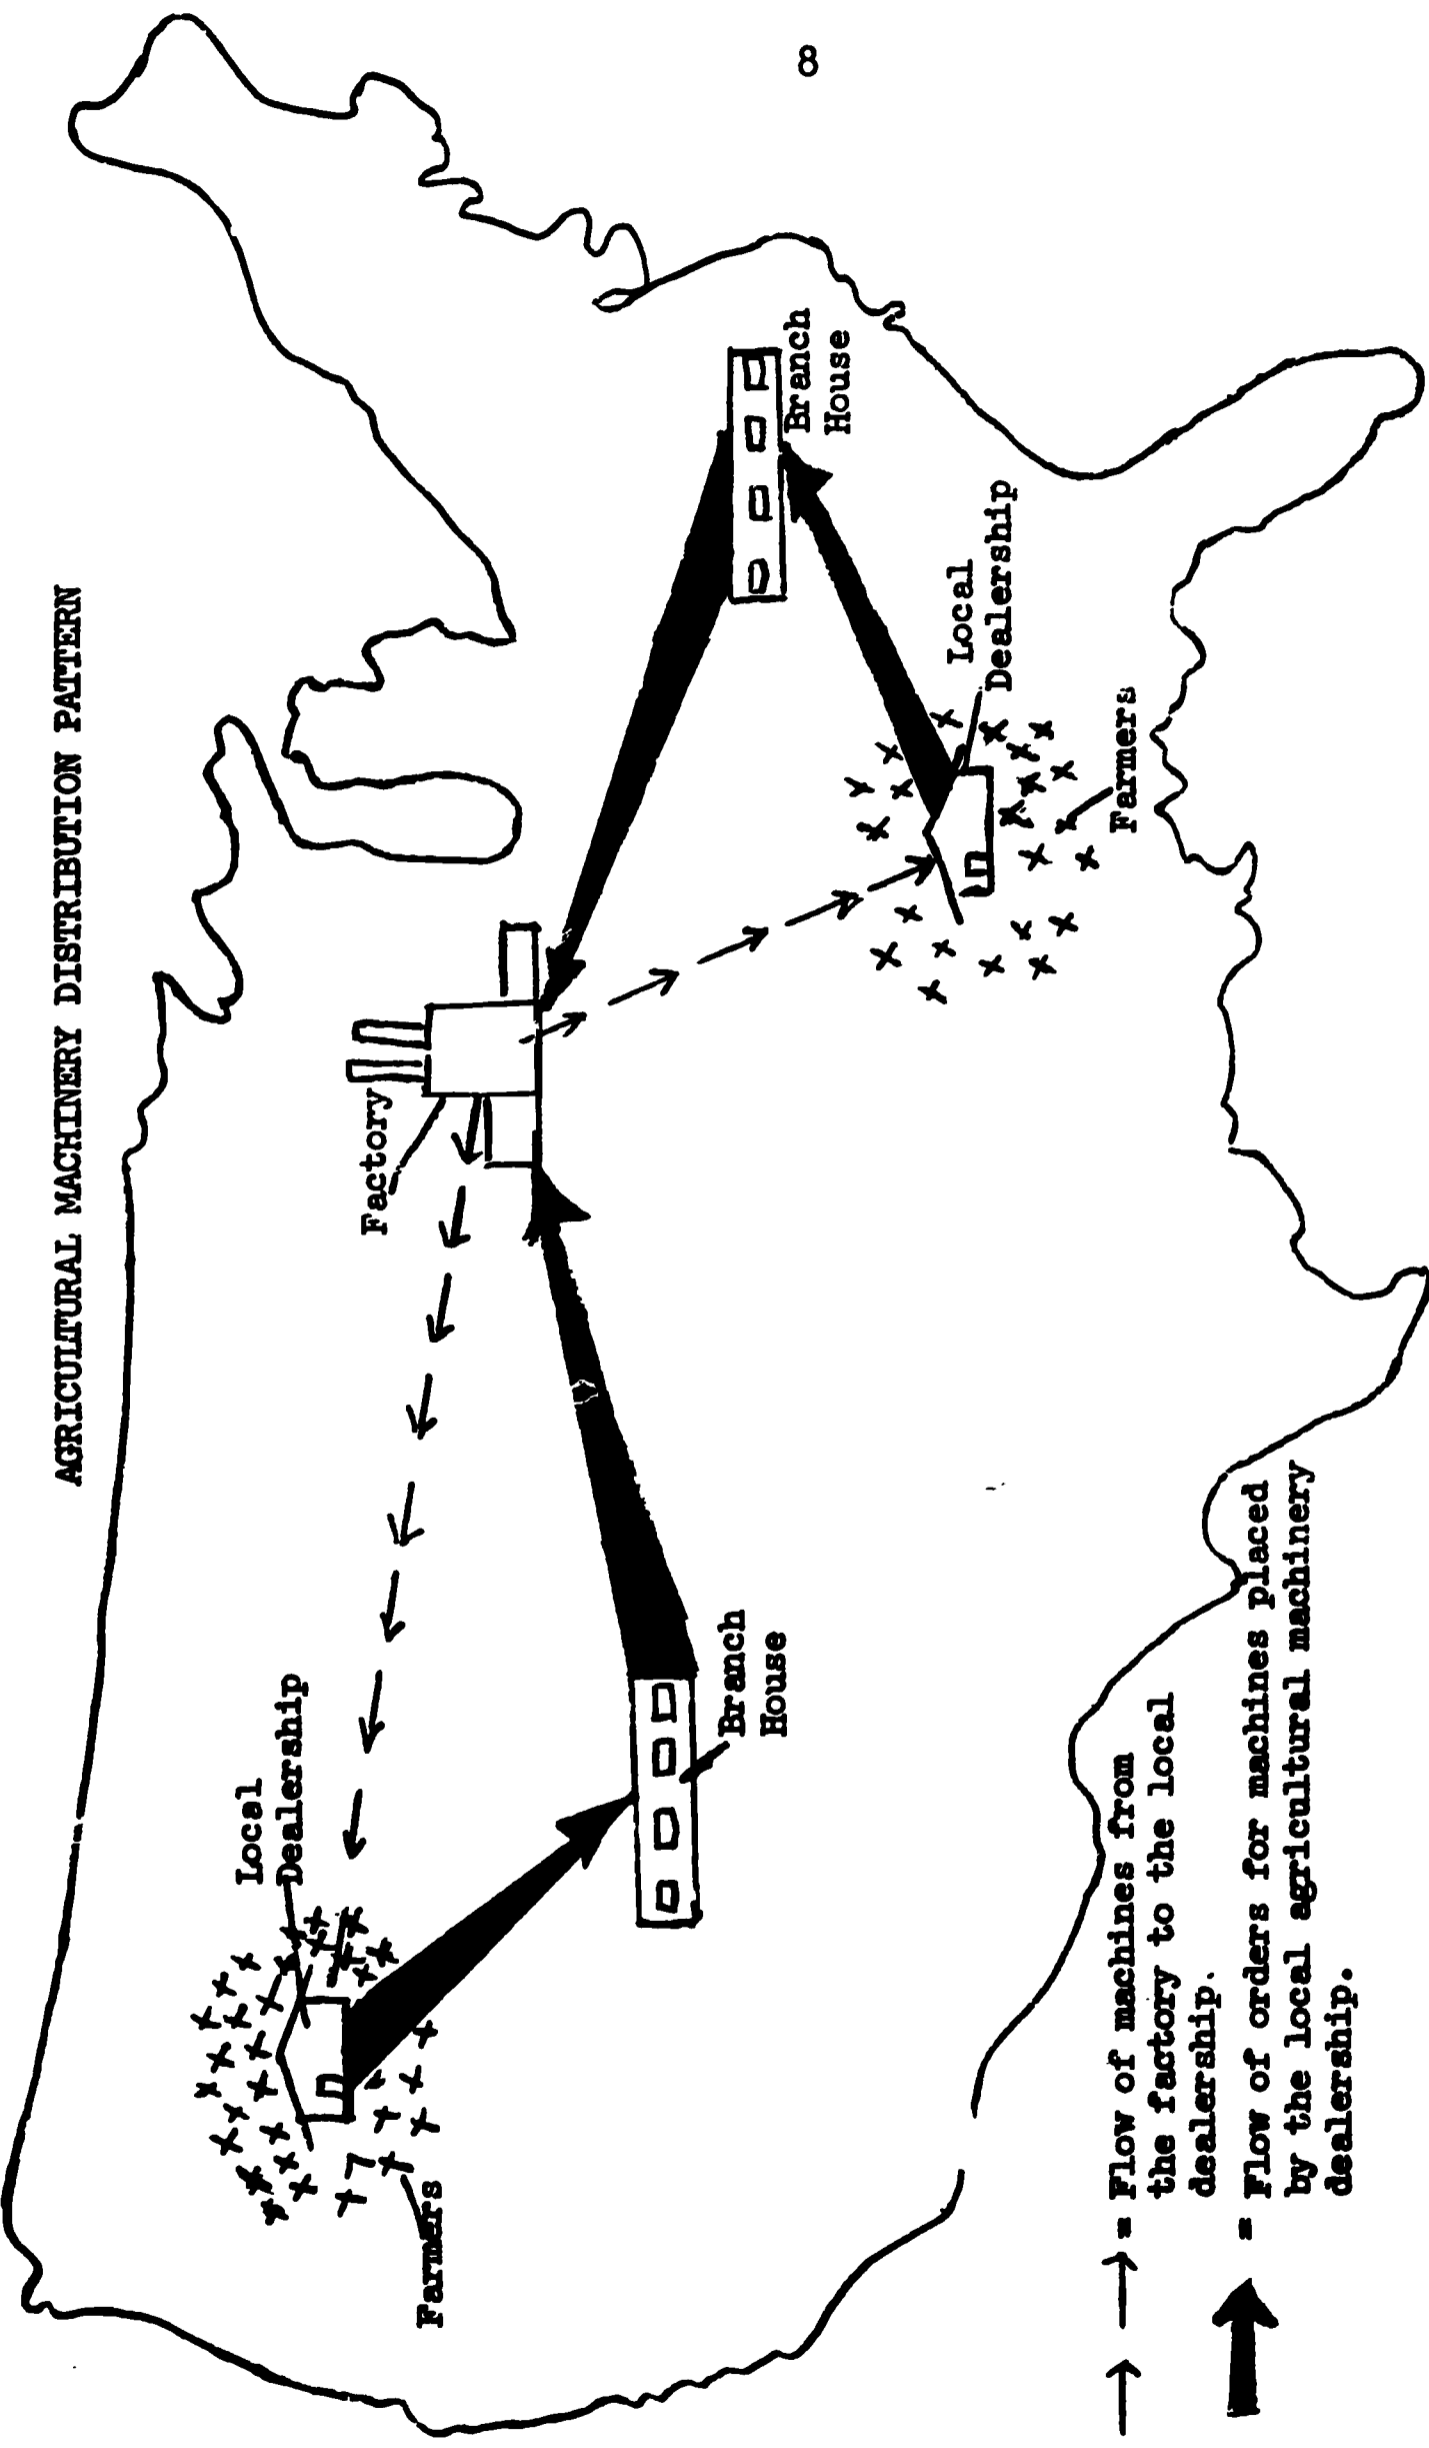 AGRICULTURAL MACHINERY DISTRIBUTION PATTERN
Local
Dealership
Factory
Farmers
Branch
House
Branch
House
Local
Dealership
Farmers
= Flow of machines from
the factory to the local
dealership.
= Flow of orders for machines placed
by the local agricultural machinery
dealership.
8